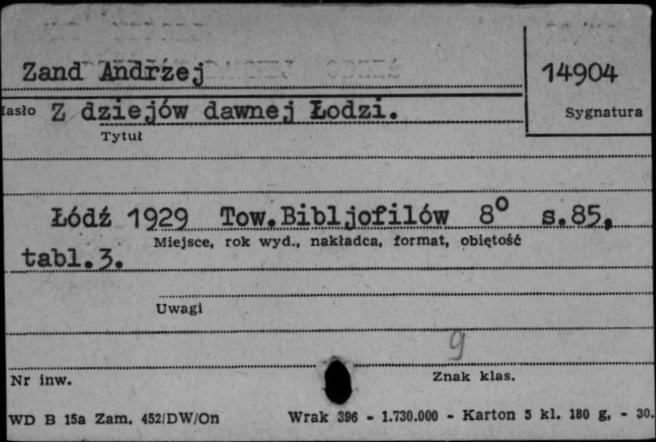 Zand Andrzej
14904
Hasło Z dziejów dawnej Łodzi.
Sygnatura
Tytuł
Łódź 1929 Tow.Bibljofilów 8° s.85,
Miejsce, rok wyd., nakładca, format, objętość
tabl.3.
Uwagi
9
Nr inw.
Znak klas.
WD B 15a Zam. 452/DW/On Wrak 396 - 1.730.000 - Karton 5 kl. 180 g. - 30.